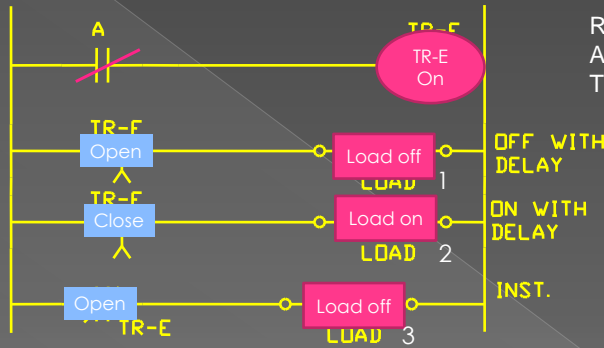 A
TR-E
TR-E
On
R
A
T
TR-E
Open
Load off
LOAD 1
OFF WITH
DELAY
TR-E
Close
Load on
LOAD 2
ON WITH
DELAY
Open
TR-E
Load off
LOAD 3
INST.